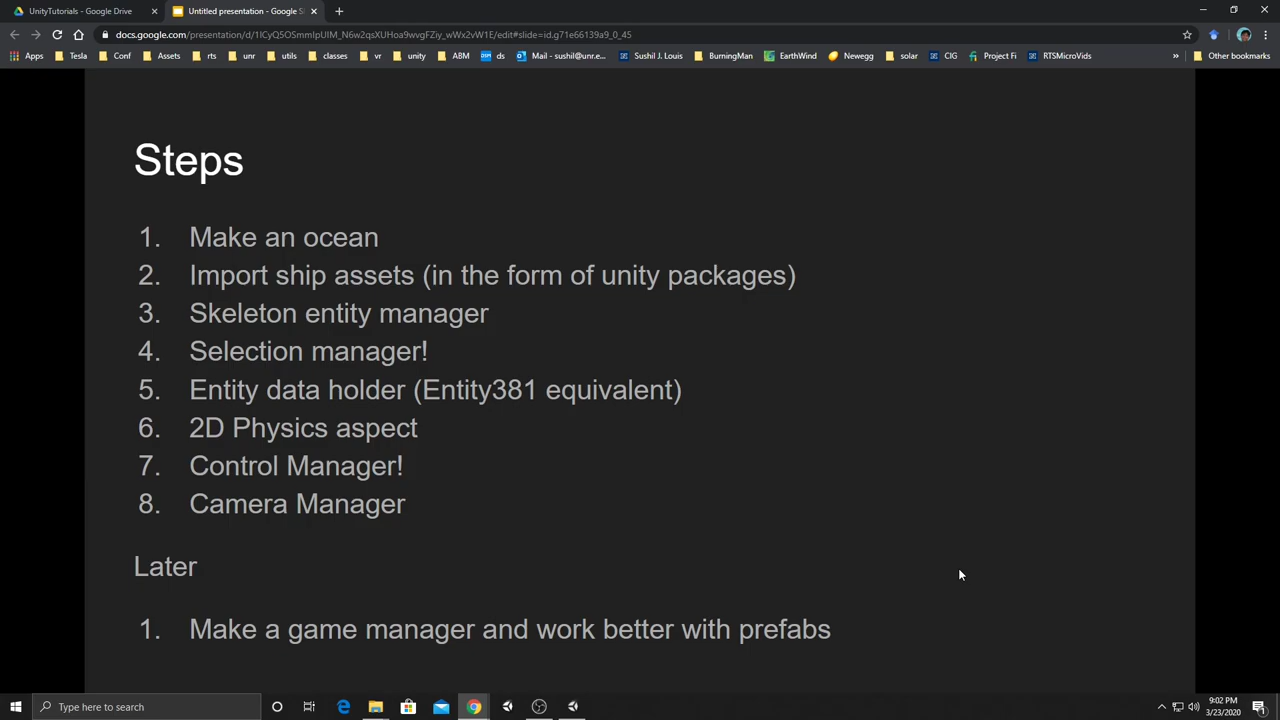 UnityTutorials - Google Drive
Untitled presentation - Google S
docs.google.com/presentation/d/1lCyQ5OSmmlpUIM_N6w2qsXUHoa9wvgFZiy_wWx2vW1E/edit#slide=id.g71e66139a9_0_45
Apps Tesla Conf Assets rts unr utils classes vr unity ABM ds Mail - sushil@unr.e... Sushil J. Louis BurningMan EarthWind Newegg solar CIG Project Fi RTSMicroVids » Other bookmarks
Steps
1. Make an ocean
2. Import ship assets (in the form of unity packages)
3. Skeleton entity manager
4. Selection manager!
5. Entity data holder (Entity381 equivalent)
6. 2D Physics aspect
7. Control Manager!
8. Camera Manager
Later
1. Make a game manager and work better with prefabs
Type here to search
9:02 PM
3/23/2020